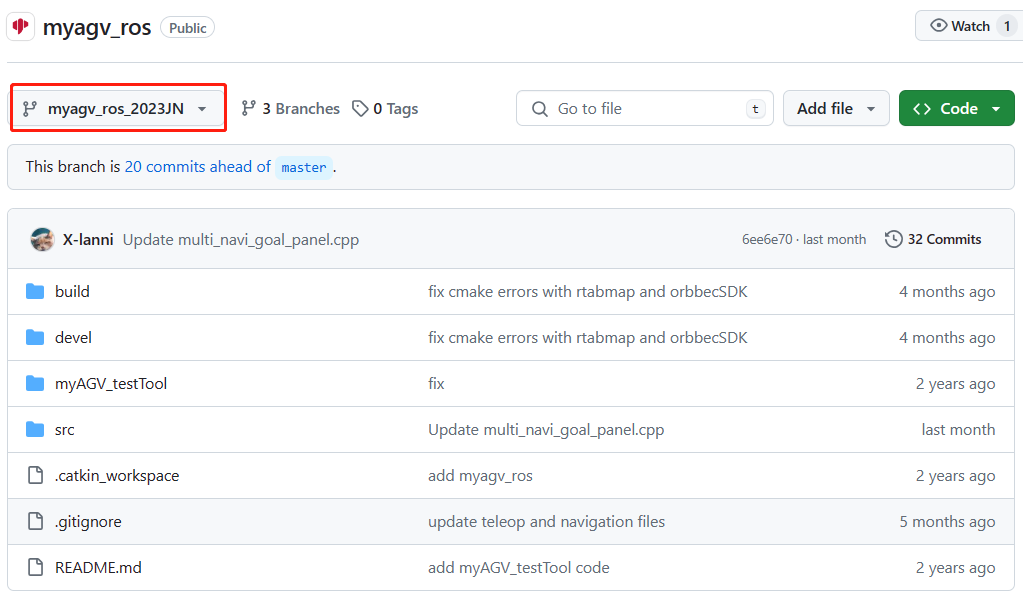 myagv_ros Public Watch 1
myagv_ros_2023JN 3 Branches 0 Tags Go to file t Add file Code
This branch is 20 commits ahead of master .
X-lanni Update multi_navi_goal_panel.cpp 6ee6e70 · last month 32 Commits
build fix cmake errors with rtabmap and orbbecSDK 4 months ago
devel fix cmake errors with rtabmap and orbbecSDK 4 months ago
myAGV_testTool fix 2 years ago
src Update multi_navi_goal_panel.cpp last month
.catkin_workspace add myagv_ros 2 years ago
.gitignore update teleop and navigation files 5 months ago
README.md add myAGV_testTool code 2 years ago